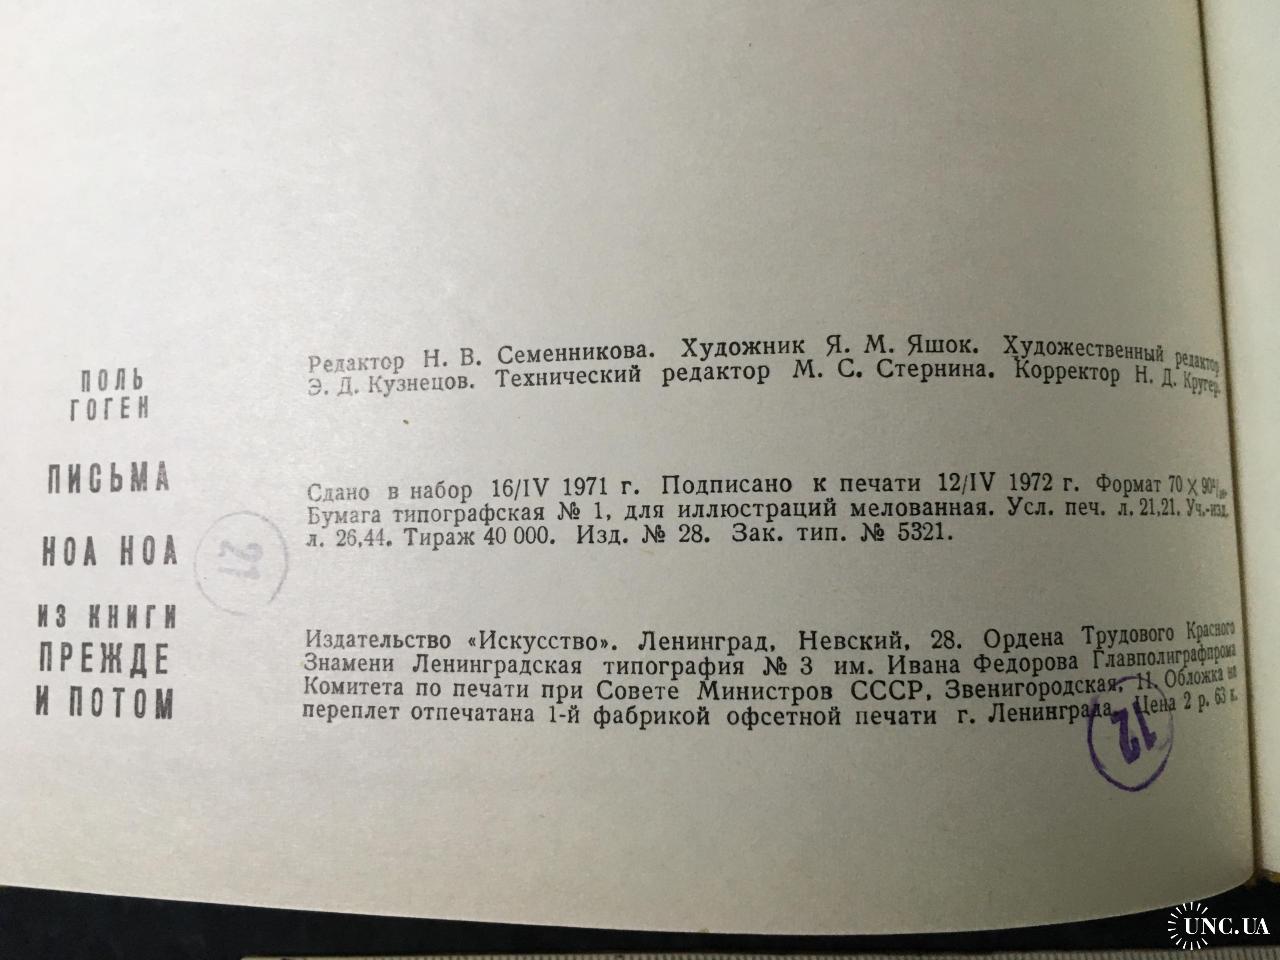 ПОЛЬ
ГОГЕН
ПИСЬМА
НОА НОА
ИЗ КНИГИ
ПРЕЖДЕ
И ПОТОМ
Редактор Н. В. Семенникова. Художник Я. М. Яшок. Художественный редактор
Э. Д. Кузнецов. Технический редактор М. С. Стернина. Корректор Н. Д. Кругер.
Сдано в набор 16/IV 1971 г. Подписано к печати 12/IV 1972 г. Формат 70 × 90
Бумага типографская № 1, для иллюстраций мелованная. Усл. печ. л. 21,21. Уч.-изд.
л. 26,44. Тираж 40 000. Изд. № 28. Зак. тип. № 5321.
Издательство «Искусство». Ленинград, Невский, 28. Ордена Трудового Красного
Знамени Ленинградская типография № 3 им. Ивана Федорова Главполиграфпрома
Комитета по печати при Совете Министров СССР, Звенигородская, 11. Обложка на
переплет отпечатана 1-й фабрикой офсетной печати г. Ленинграда. Цена 2 р. 63 к.
21
12
UNC.UA